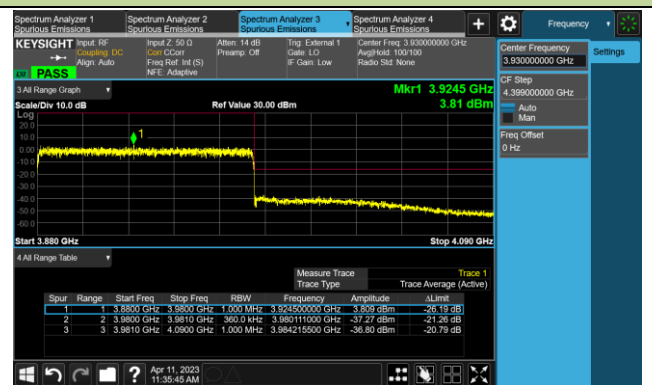 Spectrum Analyzer 1
Spurious Emissions
Spectrum Analyzer 2
Spurious Emissions
Spectrum Analyzer 3
Spurious Emissions
Spectrum Analyzer 4
Spurious Emissions
Frequency
KEYSIGHT
Input: RF
Coupling: DC
Align: Auto
Input Z: 50 Ω
Corr CCorr
Freq Ref: Int (S)
NFE: Adaptive
Atten: 14 dB
Preamp: Off
Trig: External 1
Gate: LO
IF Gain: Low
Center Freq: 3.930000000 GHz
Avg|Hold: 100/100
Radio Std: None
PASS
Center Frequency
3.930000000 GHz
Settings
CF Step
4.399000000 GHz
Auto
Man
Freq Offset
0 Hz
3 All Range Graph
Mkr1 3.9245 GHz
3.81 dBm
Scale/Div 10.0 dB
Ref Value 30.00 dBm
Log
20.0
10.0
0.00
-10.0
-20.0
-30.0
-40.0
-50.0
-60.0
1
Start 3.880 GHz
Stop 4.090 GHz
4 All Range Table
Measure Trace Trace 1
Trace Type Trace Average (Active)
Spur Range Start Freq Stop Freq RBW Frequency Amplitude ΔLimit
1 1 3.8800 GHz 3.9800 GHz 1.000 MHz 3.924500000 GHz 3.809 dBm -26.19 dB
2 2 3.9800 GHz 3.9810 GHz 360.0 kHz 3.980111000 GHz -37.27 dBm -21.26 dB
3 3 3.9810 GHz 4.0900 GHz 1.000 MHz 3.984215500 GHz -36.80 dBm -20.79 dB
Apr 11, 2023
11:35:45 AM